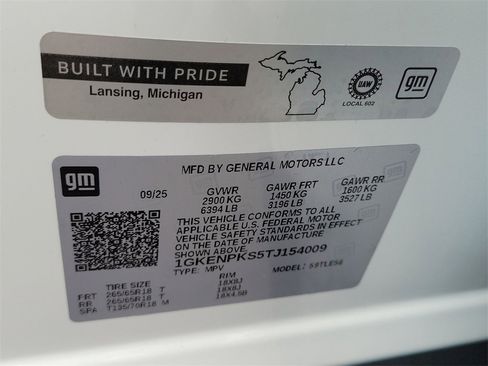 BUILT WITH PRIDE
Lansing, Michigan
UAW
LOCAL 602
gm
gm
MFD BY GENERAL MOTORS LLC
09/25 GVWR GAWR FRT GAWR RR
2900 KG 1450 KG 1600 KG
6394 LB 3196 LB 3527 LB
THIS VEHICLE CONFORMS TO ALL
APPLICABLE U.S. FEDERAL MOTOR
VEHICLE SAFETY STANDARDS IN EFFECT
ON THE DATE OF MANUFACTURE
SHOWN ABOVE.
1GKENPKS5TJ154009
TYPE: MPV MODEL:
TIRE SIZE RIM
FRT 265/65R18 T 18X8J
RR 265/65R18 T 18X8J
SPA T135/70R18 M 18X4.5B